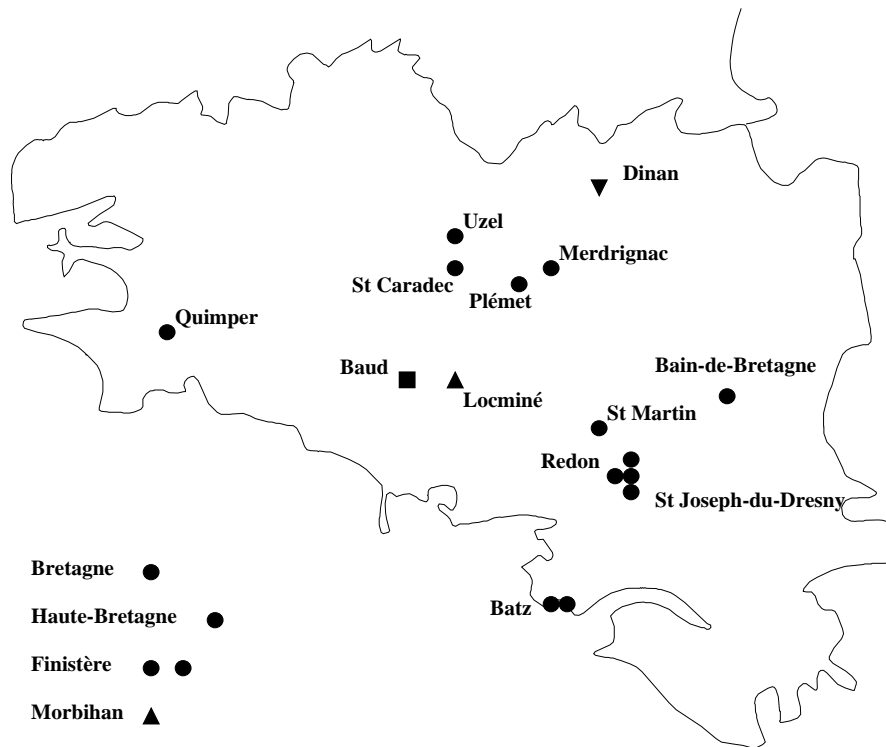 Dinan
Uzel
Merdrignac
St Caradec
Plémet
Quimper
Bain-de-Bretagne
Baud
Locminé
St Martin
Redon
St Joseph-du-Dresny
Bretagne
Batz
Haute-Bretagne
Finistère
Morbihan